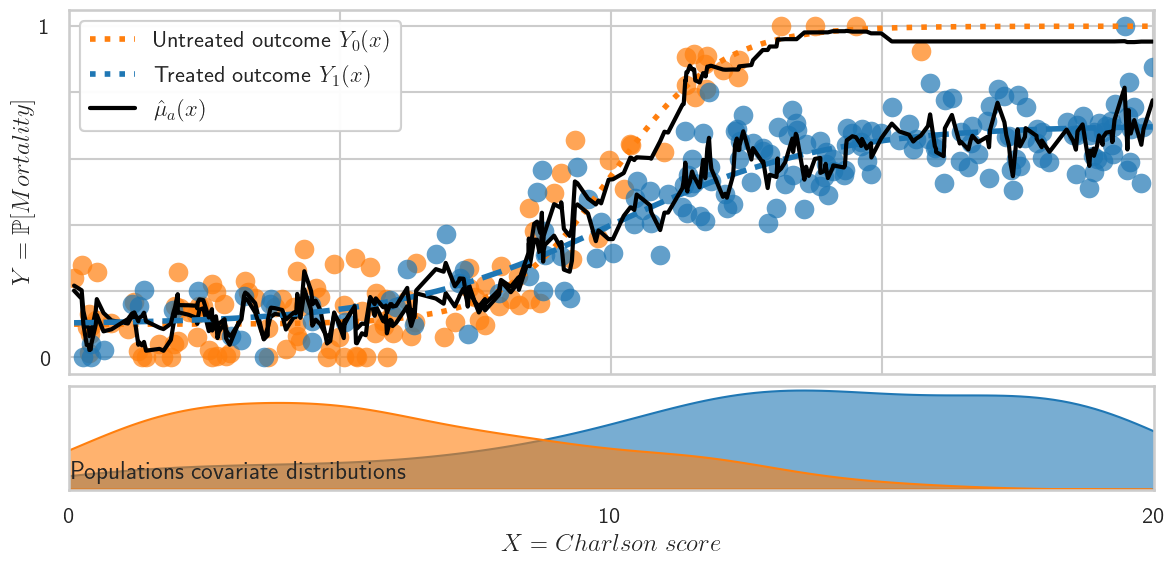 1
Untreated outcome Y₀(x)
Treated outcome Y₁(x)
μ̂ₐ(x)
Y = ℙ[Mortality]
0
Populations covariate distributions
0 10 20
X = Charlson score